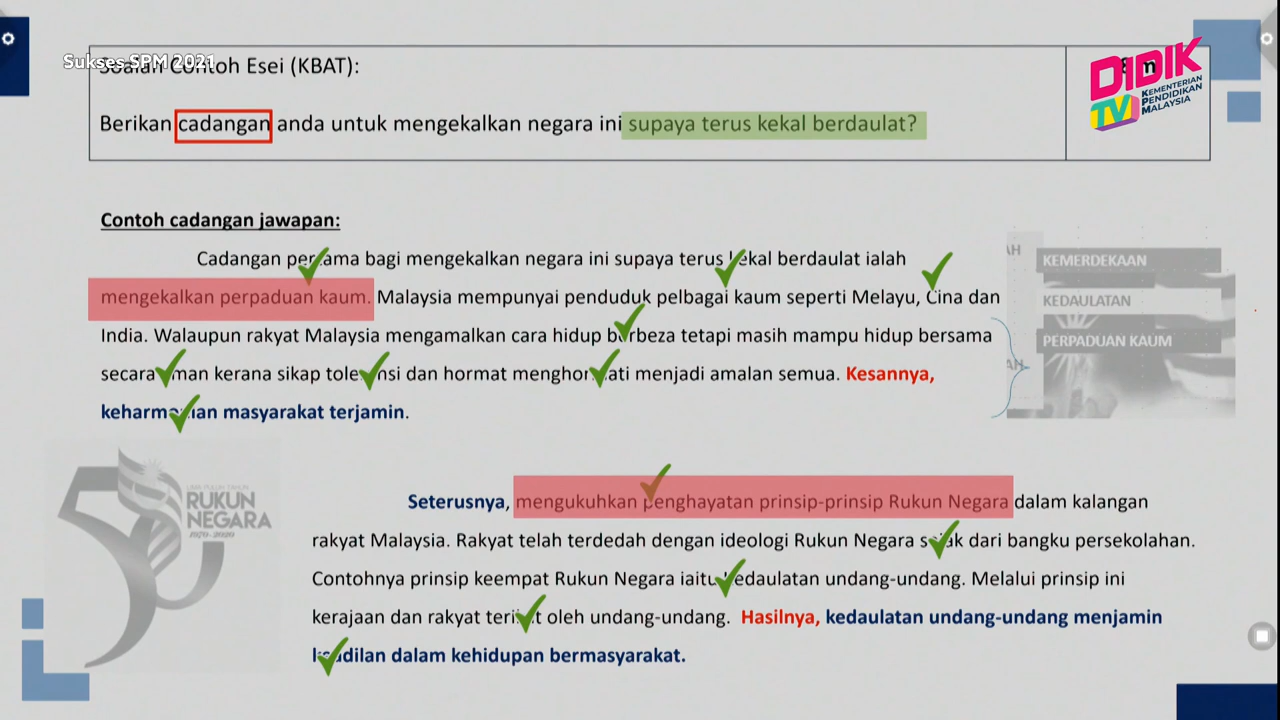 Sukses SPM 2021
Soalan Contoh Esei (KBAT):
DIDIK
TV
KEMENTERIAN
PENDIDIKAN
MALAYSIA
Berikan cadangan anda untuk mengekalkan negara ini supaya terus kekal berdaulat?
Contoh cadangan jawapan:
Cadangan pertama bagi mengekalkan negara ini supaya terus kekal berdaulat ialah
mengekalkan perpaduan kaum. Malaysia mempunyai penduduk pelbagai kaum seperti Melayu, Cina dan
India. Walaupun rakyat Malaysia mengamalkan cara hidup berbeza tetapi masih mampu hidup bersama
secara aman kerana sikap toleransi dan hormat menghormati menjadi amalan semua. Kesannya,
keharmonian masyarakat terjamin.
KEMERDEKAAN
KEDAULATAN
PERPADUAN KAUM
50
LIMA PULUH TAHUN
RUKUN
NEGARA
1970-2020
Seterusnya, mengukuhkan penghayatan prinsip-prinsip Rukun Negara dalam kalangan
rakyat Malaysia. Rakyat telah terdedah dengan ideologi Rukun Negara sejak dari bangku persekolahan.
Contohnya prinsip keempat Rukun Negara iaitu kedaulatan undang-undang. Melalui prinsip ini
kerajaan dan rakyat terikat oleh undang-undang. Hasilnya, kedaulatan undang-undang menjamin
keadilan dalam kehidupan bermasyarakat.